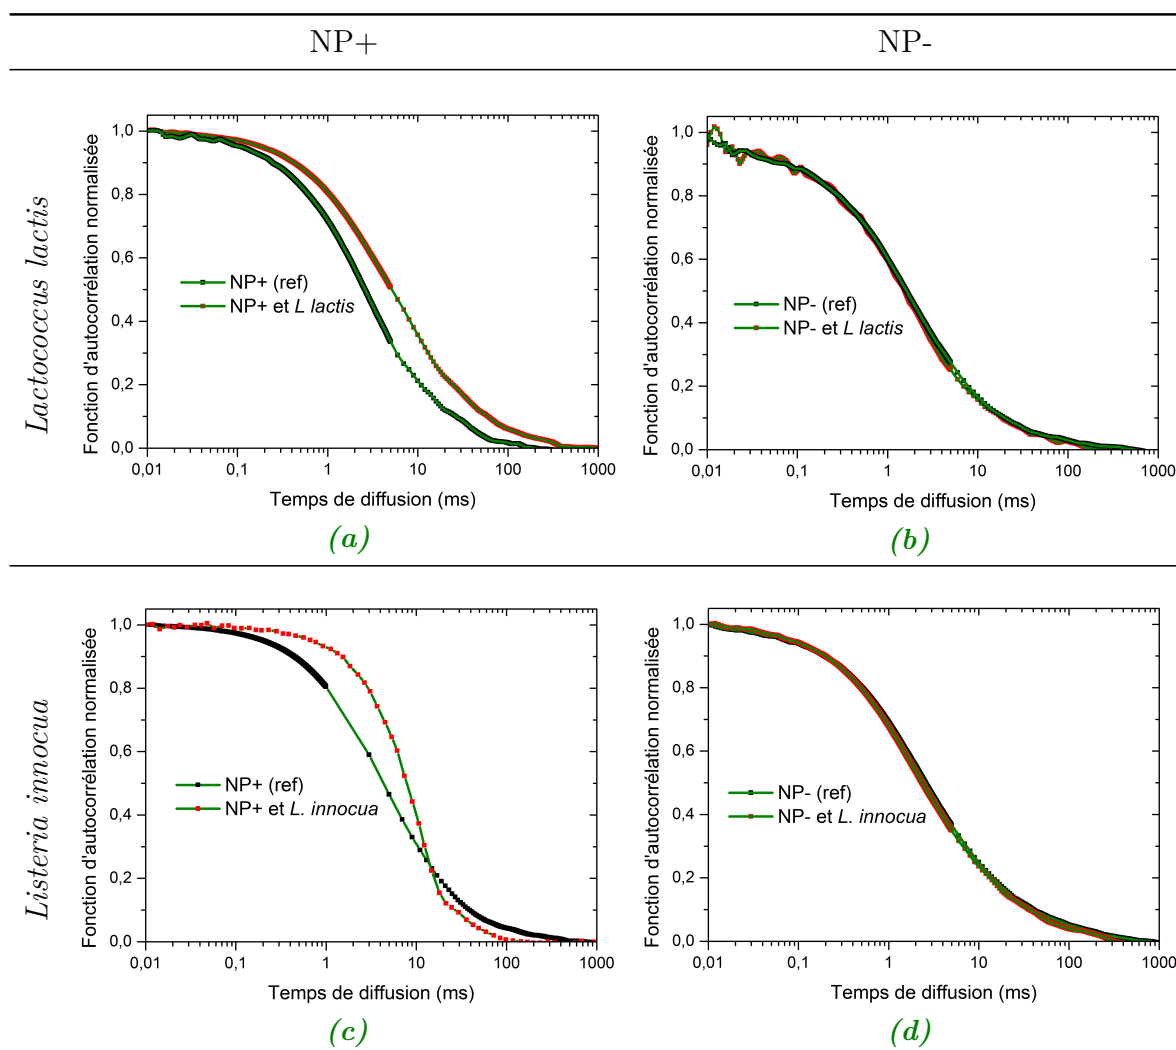 NP+ NP-
Lactococcus lactis
Fonction d'autocorrélation normalisée
1,0
0,8
0,6
0,4
0,2
0,0
NP+ (ref)
NP+ et L lactis
0,01 0,1 1 10 100 1000
Temps de diffusion (ms)
(a)
Fonction d'autocorrélation normalisée
1,0
0,8
0,6
0,4
0,2
0,0
NP- (ref)
NP- et L lactis
0,01 0,1 1 10 100 1000
Temps de diffusion (ms)
(b)
Listeria innocua
Fonction d'autocorrélation normalisée
1,0
0,8
0,6
0,4
0,2
0,0
NP+ (ref)
NP+ et L. innocua
0,01 0,1 1 10 100 1000
Temps de diffusion (ms)
(c)
Fonction d'autocorrélation normalisée
1,0
0,8
0,6
0,4
0,2
0,0
NP- (ref)
NP- et L. innocua
0,01 0,1 1 10 100 1000
Temps de diffusion (ms)
(d)